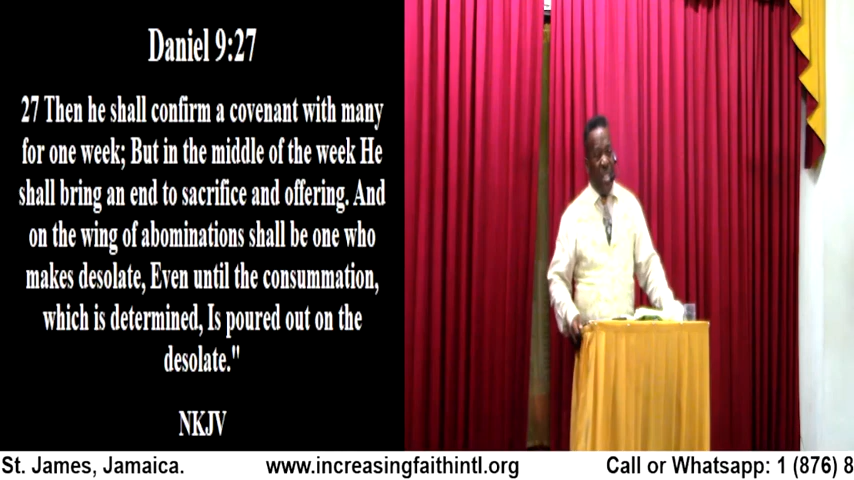 Daniel 9:27
27 Then he shall confirm a covenant with many
for one week; But in the middle of the week He
shall bring an end to sacrifice and offering. And
on the wing of abominations shall be one who
makes desolate, Even until the consummation,
which is determined, Is poured out on the
desolate."
NKJV
St. James, Jamaica. www.increasingfaithintl.org Call or Whatsapp: 1 (876) 8